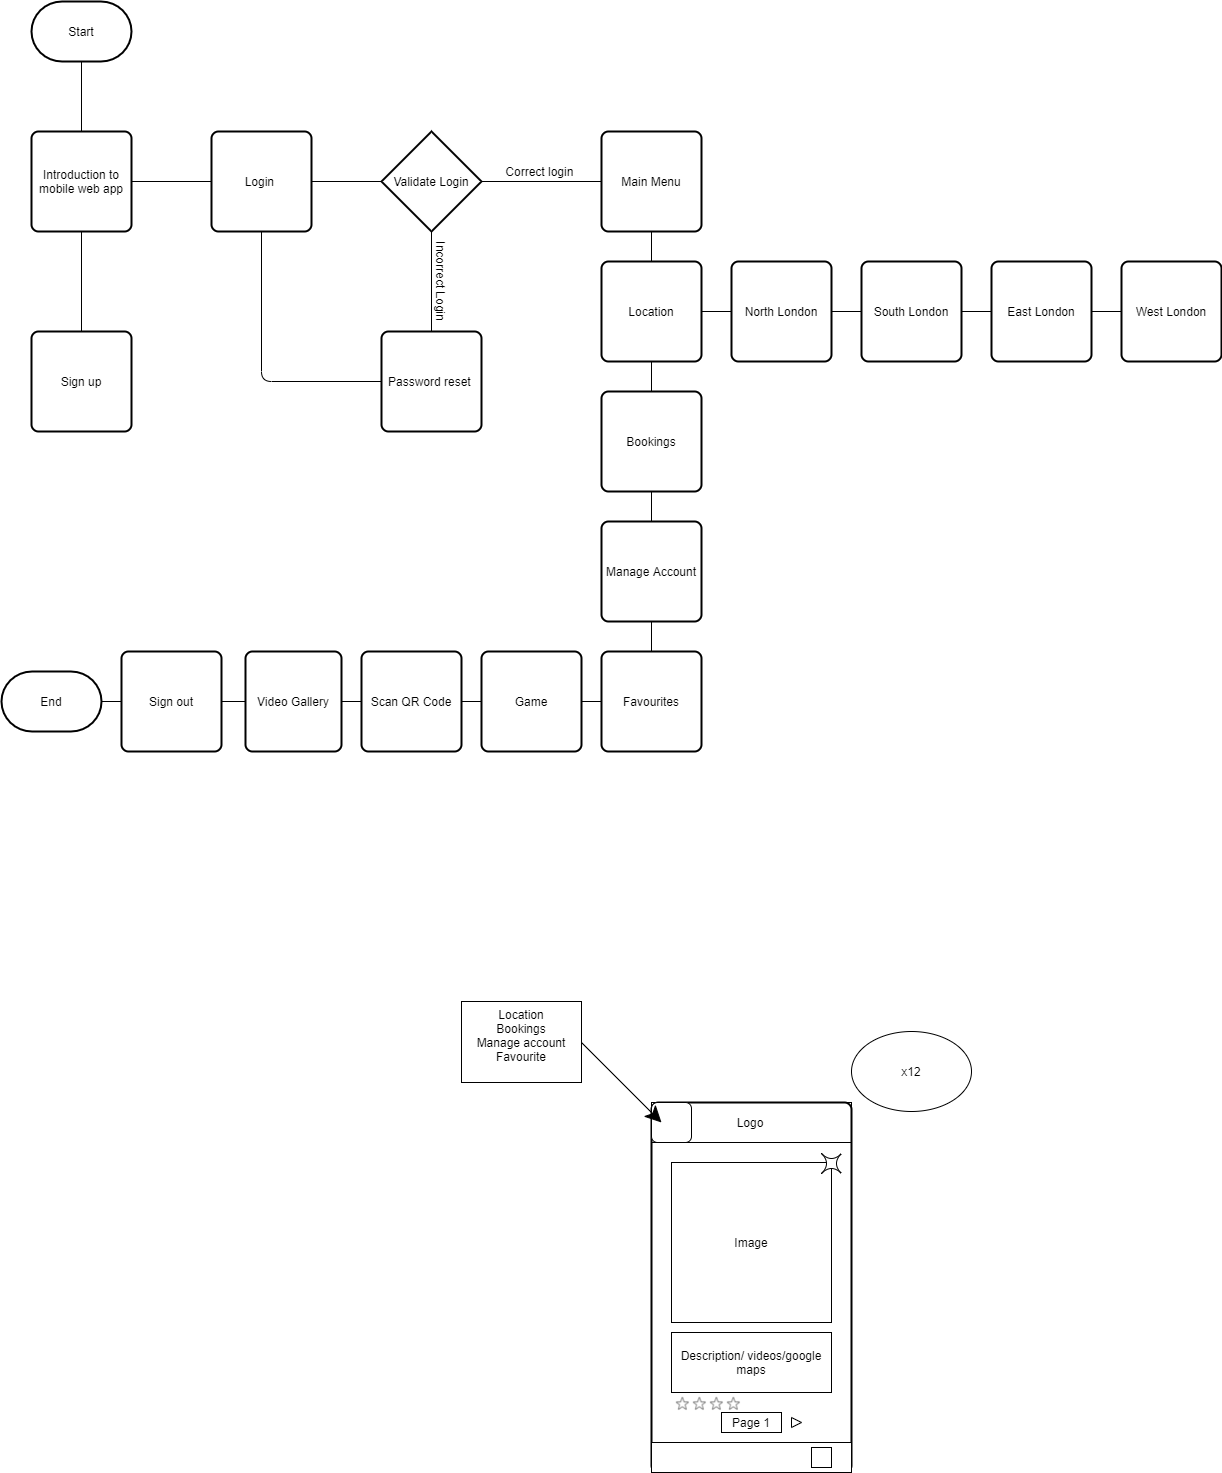 Start
Introduction to
mobile web app
Login
Validate Login
Correct login
Main Menu
Incorrect Login
Location
North London
South London
East London
West London
Sign up
Password reset
Bookings
Manage Account
End
Sign out
Video Gallery
Scan QR Code
Game
Favourites
Location
Bookings
Manage account
Favourite
x12
Logo
Image
Description/ videos/google
maps
Page 1